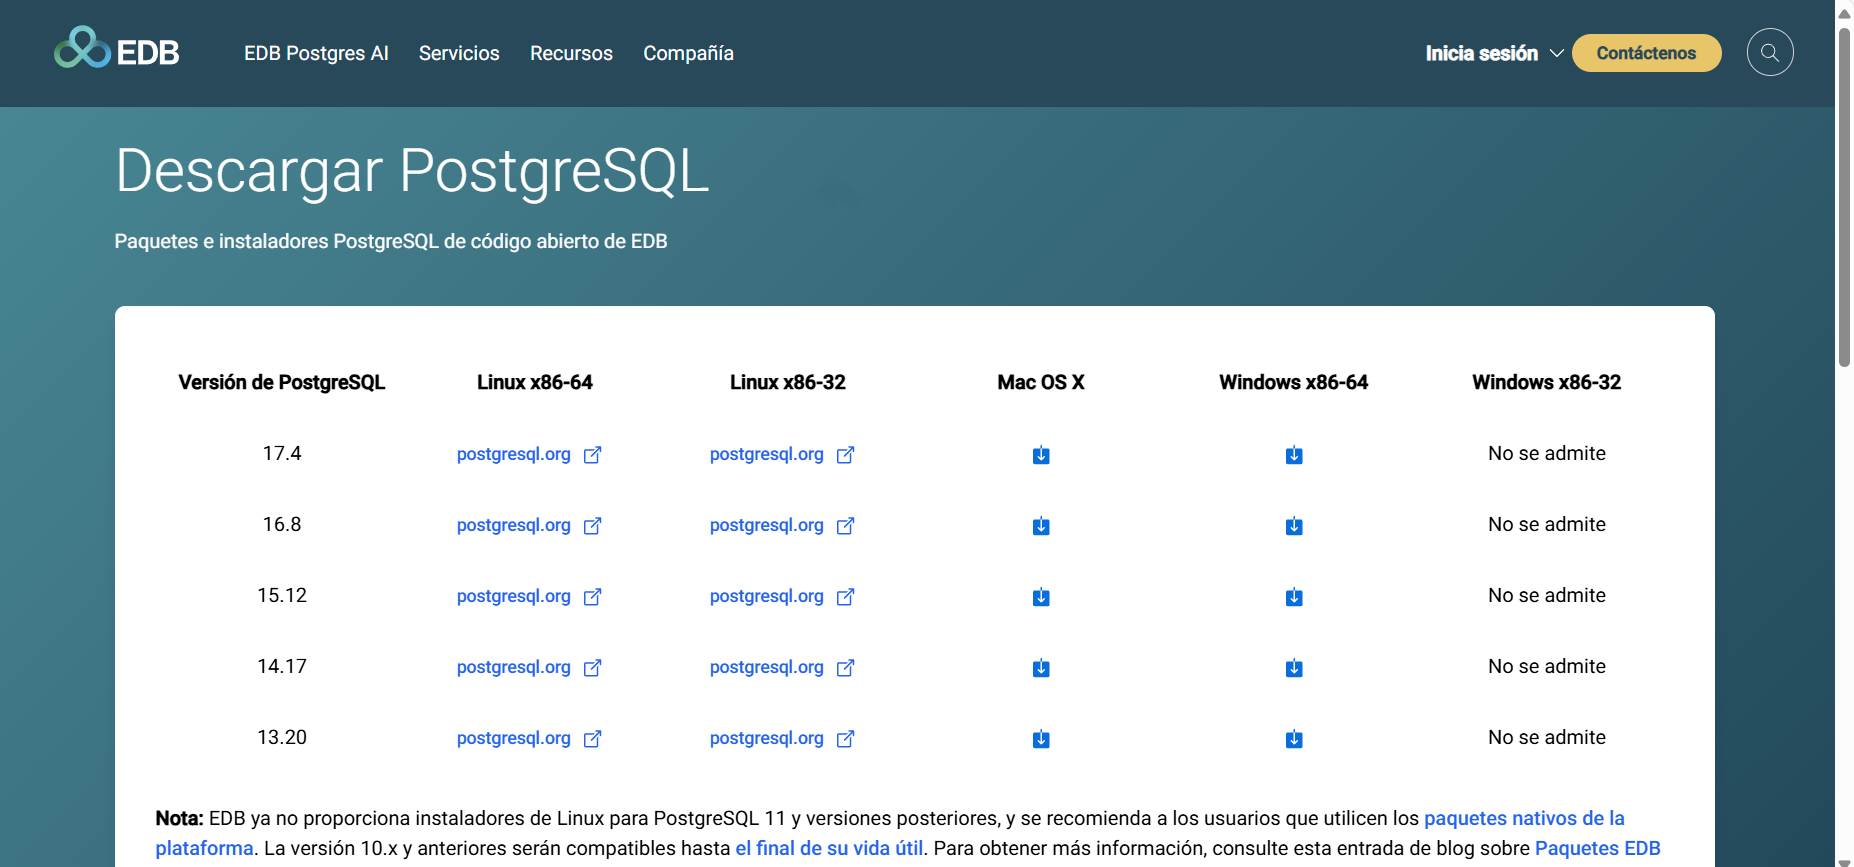 EDB
EDB Postgres AI Servicios Recursos Compañía Inicia sesión Contáctenos
Descargar PostgreSQL
Paquetes e instaladores PostgreSQL de código abierto de EDB
Versión de PostgreSQL Linux x86-64 Linux x86-32 Mac OS X Windows x86-64 Windows x86-32
17.4 postgresql.org postgresql.org No se admite
16.8 postgresql.org postgresql.org No se admite
15.12 postgresql.org postgresql.org No se admite
14.17 postgresql.org postgresql.org No se admite
13.20 postgresql.org postgresql.org No se admite
Nota: EDB ya no proporciona instaladores de Linux para PostgreSQL 11 y versiones posteriores, y se recomienda a los usuarios que utilicen los paquetes nativos de la
plataforma. La versión 10.x y anteriores serán compatibles hasta el final de su vida útil. Para obtener más información, consulte esta entrada de blog sobre Paquetes EDB